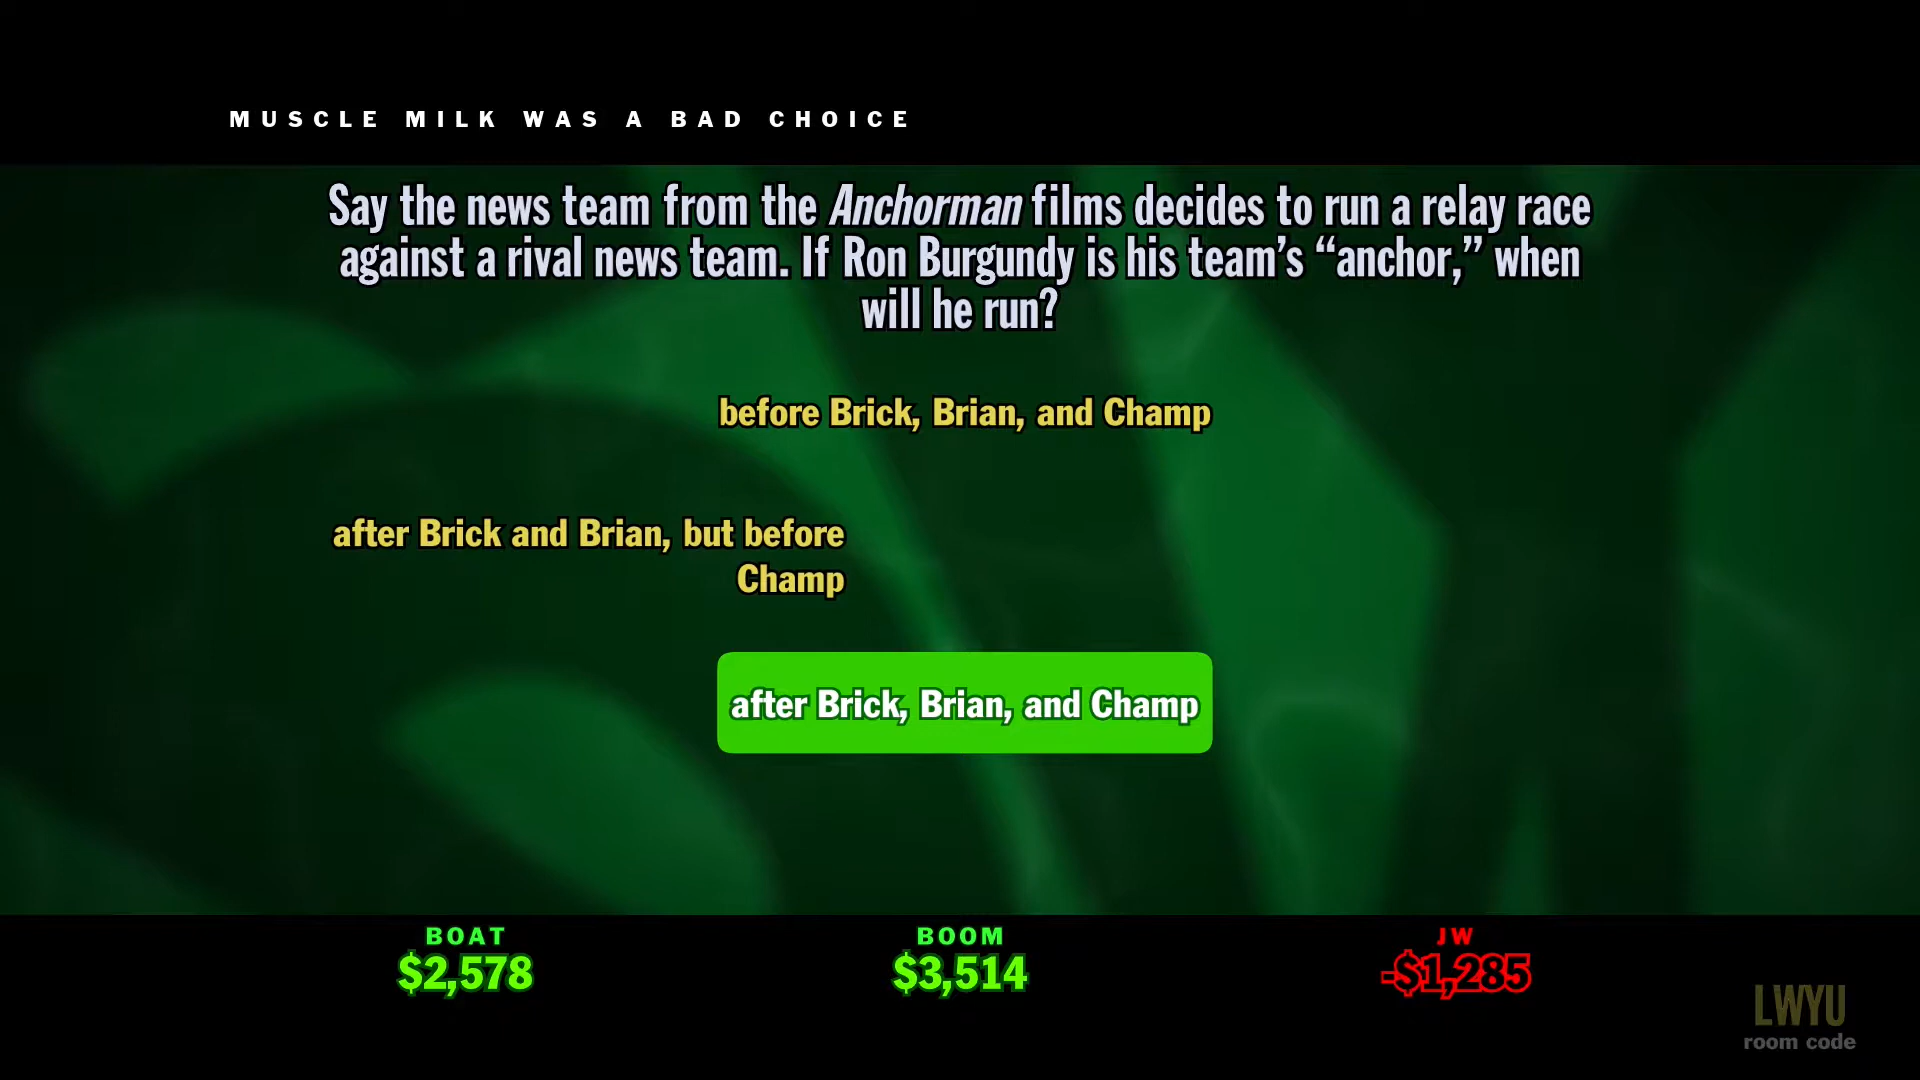 MUSCLE MILK WAS A BAD CHOICE
Say the news team from the Anchorman films decides to run a relay race
against a rival news team. If Ron Burgundy is his team’s “anchor,” when
will he run?
before Brick, Brian, and Champ
after Brick and Brian, but before
Champ
after Brick, Brian, and Champ
BOAT
$2,578
BOOM
$3,514
JW
-$1,285
LWYU
room code